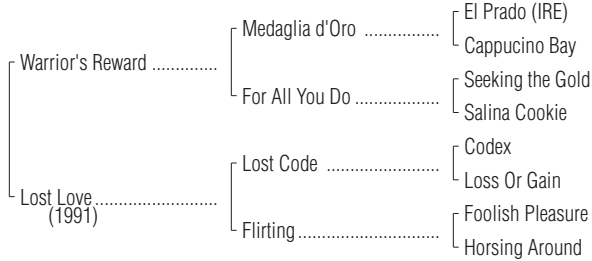 El Prado (IRE)
Medaglia d'Oro ................
Cappucino Bay
Warrior's Reward ..............
Seeking the Gold
For All You Do ..................
Salina Cookie
Codex
Lost Code ........................
Loss Or Gain
Lost Love ..........................
(1991)
Foolish Pleasure
Flirting ..............................
Horsing Around